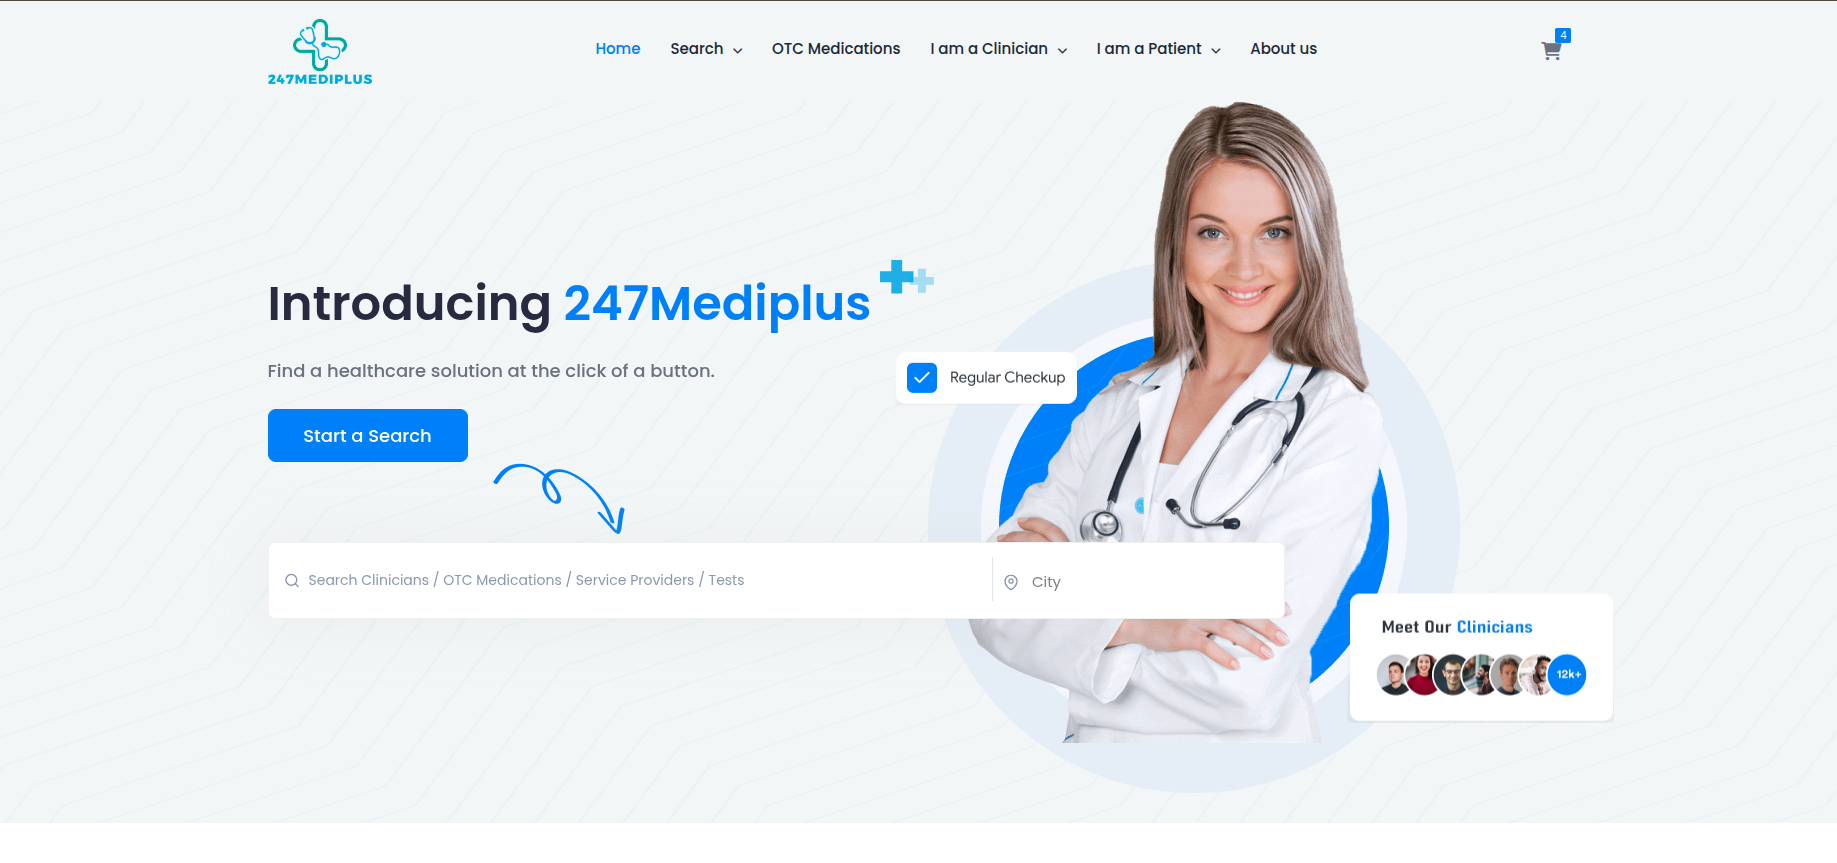 247MEDIPLUS
Home Search OTC Medications I am a Clinician I am a Patient About us
4
Introducing 247Mediplus
Find a healthcare solution at the click of a button.
Regular Checkup
Start a Search
Search Clinicians / OTC Medications / Service Providers / Tests
City
Meet Our Clinicians
12k+